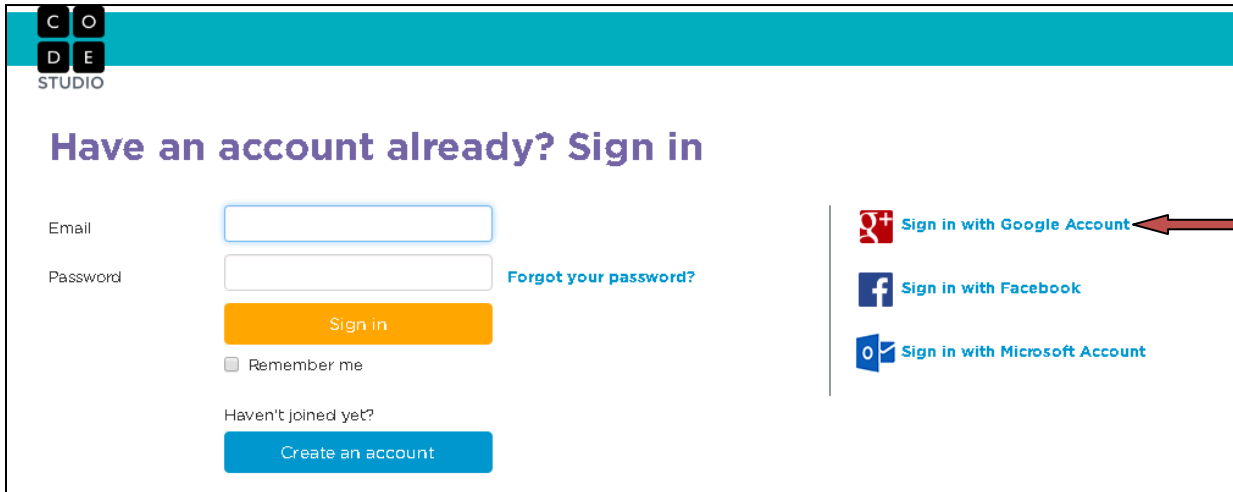 C O
D E
STUDIO
Have an account already? Sign in
Email
Password
Forgot your password?
Sign in
Remember me
Haven't joined yet?
Create an account
g+ Sign in with Google Account
f Sign in with Facebook
o Sign in with Microsoft Account